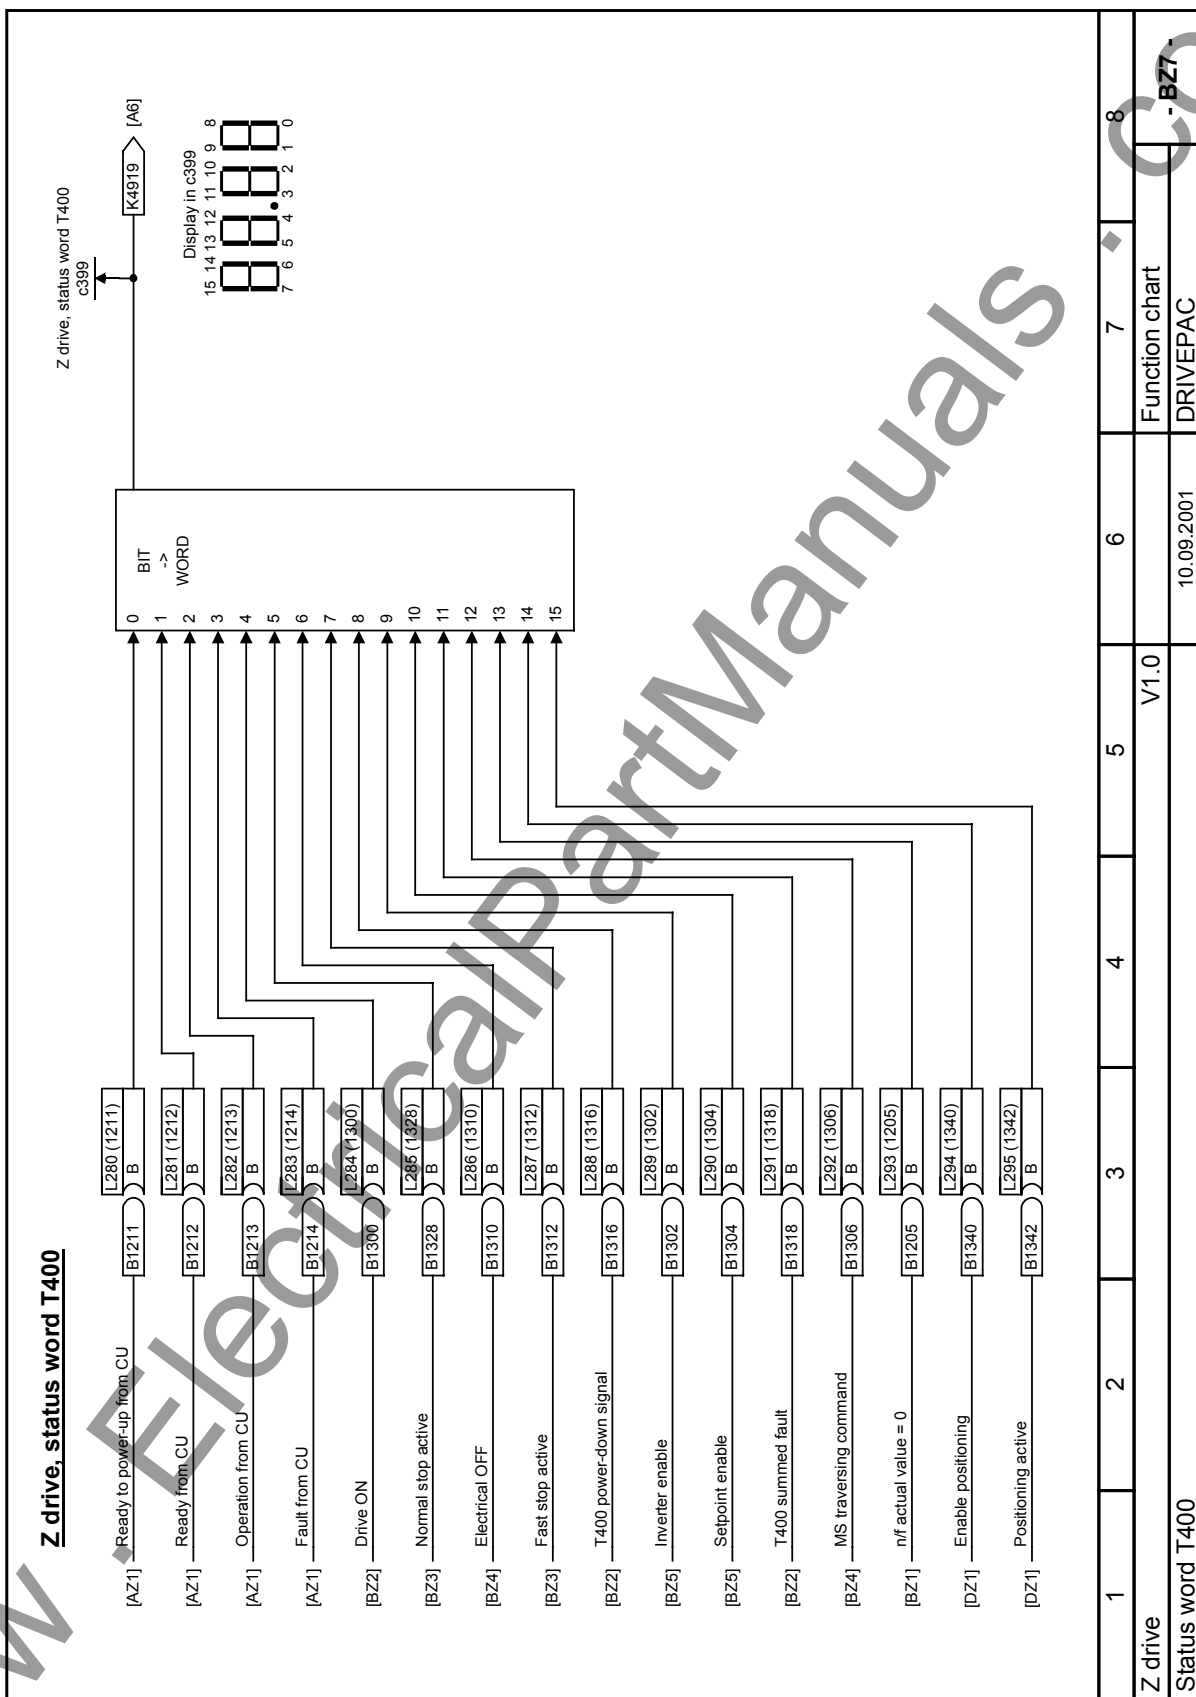 Z drive, status word T400
[AZ1] Ready to power-up from CU B1211 L280 (1211) B 0
[AZ1] Ready from CU B1212 L281 (1212) B 1
[AZ1] Operation from CU B1213 L282 (1213) B 2
[AZ1] Fault from CU B1214 L283 (1214) B 3
[BZ2] Drive ON B1300 L284 (1300) B 4
[BZ3] Normal stop active B1328 L285 (1328) B 5
[BZ4] Electrical OFF B1310 L286 (1310) B 6
[BZ3] Fast stop active B1312 L287 (1312) B 7
[BZ2] T400 power-down signal B1316 L288 (1316) B 8
[BZ5] Inverter enable B1302 L289 (1302) B 9
[BZ5] Setpoint enable B1304 L290 (1304) B 10
[BZ2] T400 summed fault B1318 L291 (1318) B 11
[BZ4] MS traversing command B1306 L292 (1306) B 12
[BZ1] n/f actual value = 0 B1205 L293 (1205) B 13
[DZ1] Enable positioning B1340 L294 (1340) B 14
[DZ1] Positioning active B1342 L295 (1342) B 15
BIT
->
WORD
Z drive, status word T400
c399
K4919 [A6]
Display in c399
15 14 13 12 11 10 9 8
7 6 5 4 3 2 1 0
1 2 3 4 5 6 7 8
Z drive V1.0 Function chart - BZ7 -
Status word T400 10.09.2001 DRIVEPAC
w . ElectricalPartManuals . co